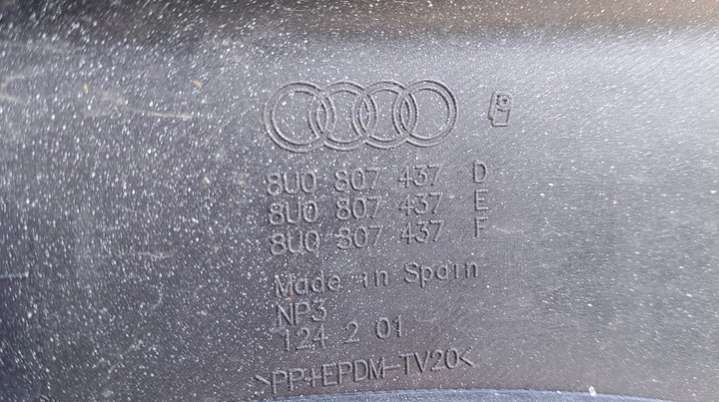 8U0 807 437 D
8U0 807 437 E
8U0 807 437 F
Made in Spain
NP3
124 2 01
>PP+EPDM-TV20<